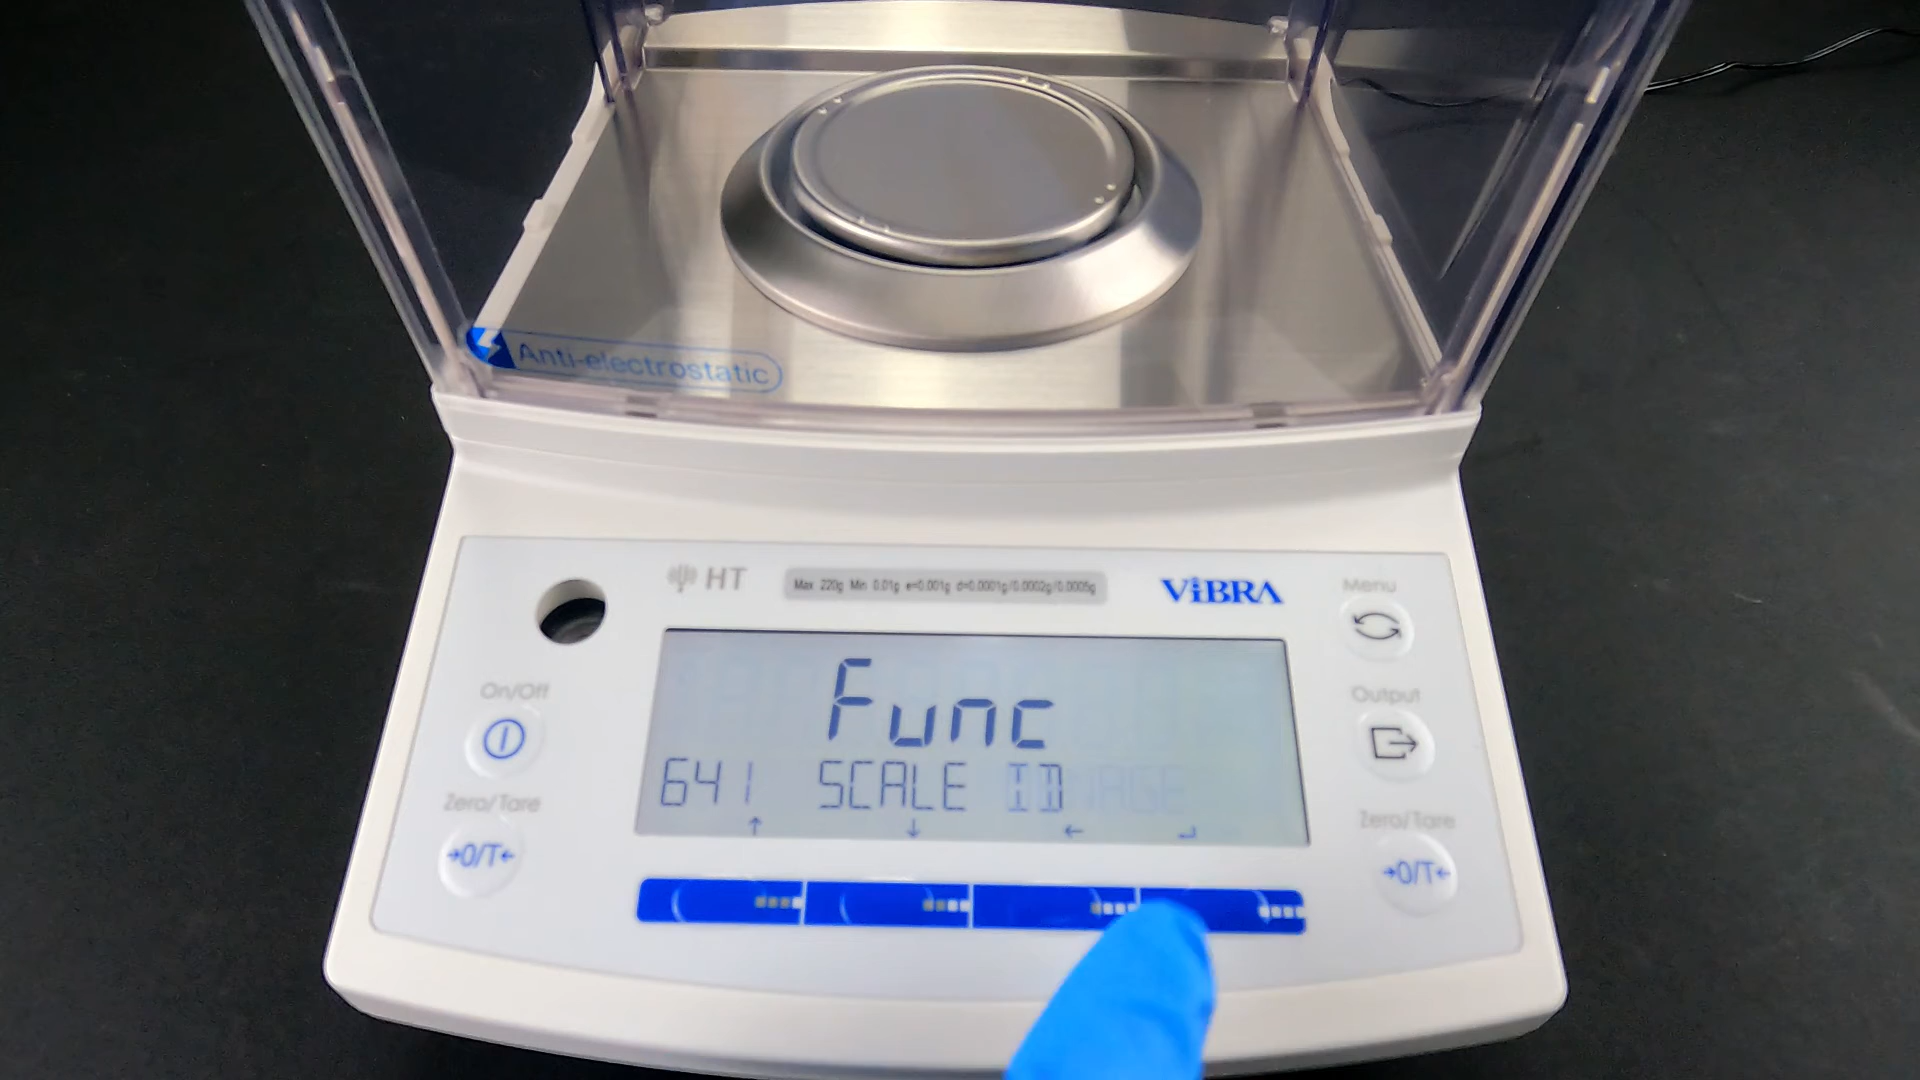 Anti-electrostatic
HT
Max 220g Min 0.01g e=0.001g d=0.0001g/0.0002g/0.0005g
ViBRA
Menu
On/Off
Func
Output
641 SCALE ID
Zero/Tare
→0/T←
Zero/Tare
→0/T←